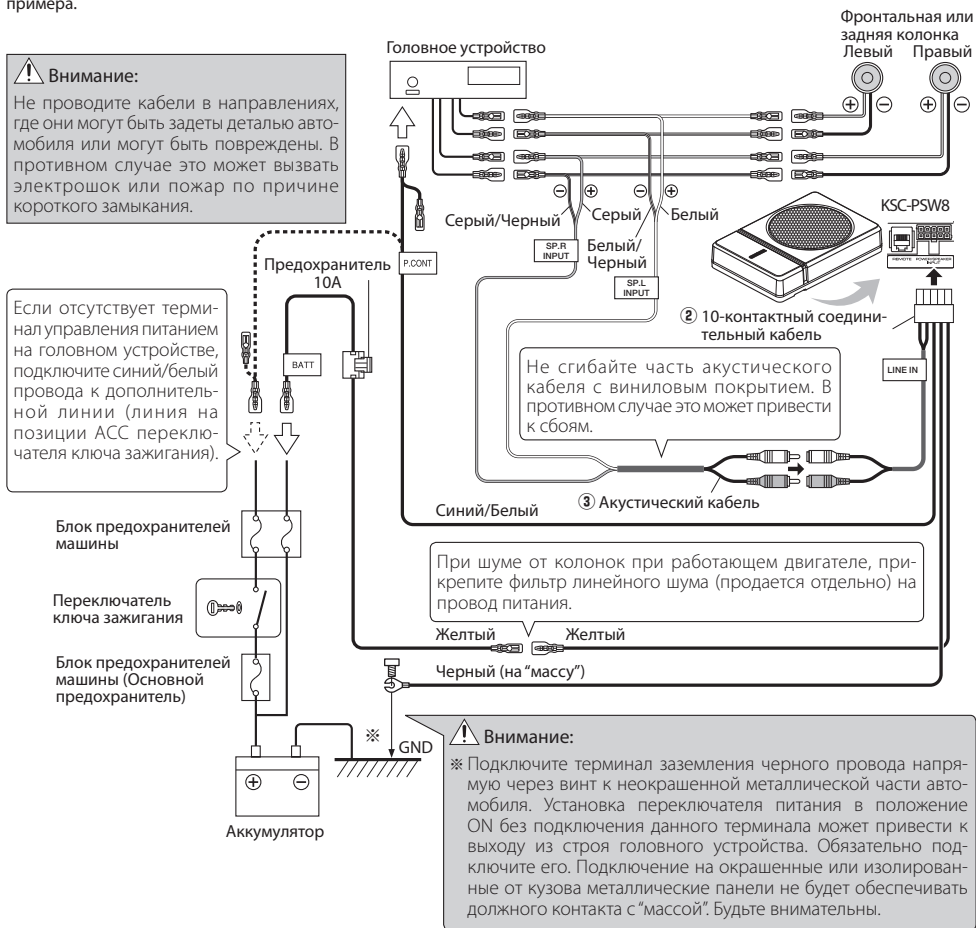 примера.
Фронтальная или
задняя колонка
Левый Правый
Головное устройство
Внимание:
Не проводите кабели в направлениях,
где они могут быть задеты деталью авто-
мобиля или могут быть повреждены. В
противном случае это может вызвать
электрошок или пожар по причине
короткого замыкания.
⊕ ⊖ ⊕ ⊖
⊖ ⊕ ⊖ ⊕
Серый/Черный
Серый
Белый/
Черный
Белый
KSC-PSW8
REMOTE
POWER/SPEAKER
INPUT
SP.R
INPUT
SP.L
INPUT
P.CONT
Предохранитель
10А
② 10-контактный соедини-
тельный кабель
Если отсутствует терми-
нал управления питанием
на головном устройстве,
подключите синий/белый
провода к дополнитель-
ной линии (линия на
позиции ACC переклю-
чателя ключа зажигания).
BATT
LINE IN
Не сгибайте часть акустического
кабеля с виниловым покрытием. В
противном случае это может привести
к сбоям.
③ Акустический кабель
Синий/Белый
Блок предохранителей
машины
При шуме от колонок при работающем двигателе, при-
крепите фильтр линейного шума (продается отдельно) на
провод питания.
Переключатель
ключа зажигания
Желтый Желтый
Блок предохранителей
машины (Основной
предохранитель)
Черный (на “массу”)
※ GND
⊕ ⊖
Аккумулятор
Внимание:
※ Подключите терминал заземления черного провода напря-
мую через винт к неокрашенной металлической части авто-
мобиля. Установка переключателя питания в положение
ON без подключения данного терминала может привести к
выходу из строя головного устройства. Обязательно под-
ключите его. Подключение на окрашенные или изолирован-
ные от кузова металлические панели не будет обеспечивать
должного контакта с “массой”. Будьте внимательны.